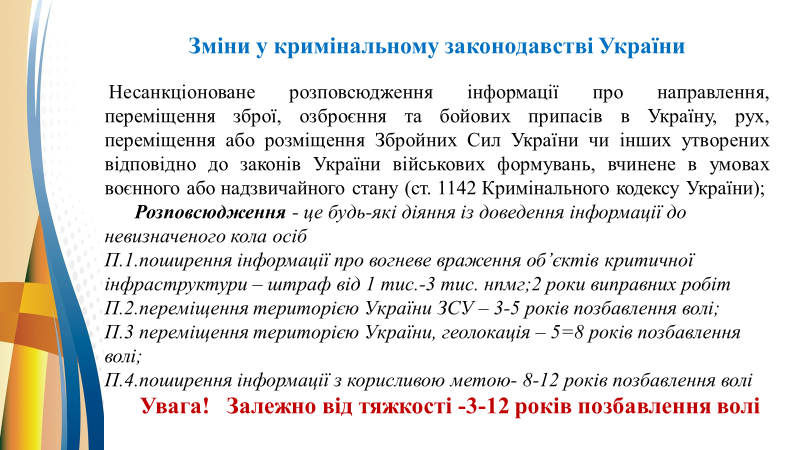 Зміни у кримінальному законодавстві України
Несанкціоноване розповсюдження інформації про направлення,
переміщення зброї, озброєння та бойових припасів в Україну, рух,
переміщення або розміщення Збройних Сил України чи інших утворених
відповідно до законів України військових формувань, вчинене в умовах
воєнного або надзвичайного стану (ст. 1142 Кримінального кодексу України);
Розповсюдження - це будь-які діяння із доведення інформації до
невизначеного кола осіб
П.1.поширення інформації про вогневе враження об’єктів критичної
інфраструктури – штраф від 1 тис.-3 тис. нпмг;2 роки виправних робіт
П.2.переміщення територією України ЗСУ – 3-5 років позбавлення волі;
П.3 переміщення територією України, геолокація – 5=8 років позбавлення
волі;
П.4.поширення інформації з корисливою метою- 8-12 років позбавлення волі
Увага! Залежно від тяжкості -3-12 років позбавлення волі